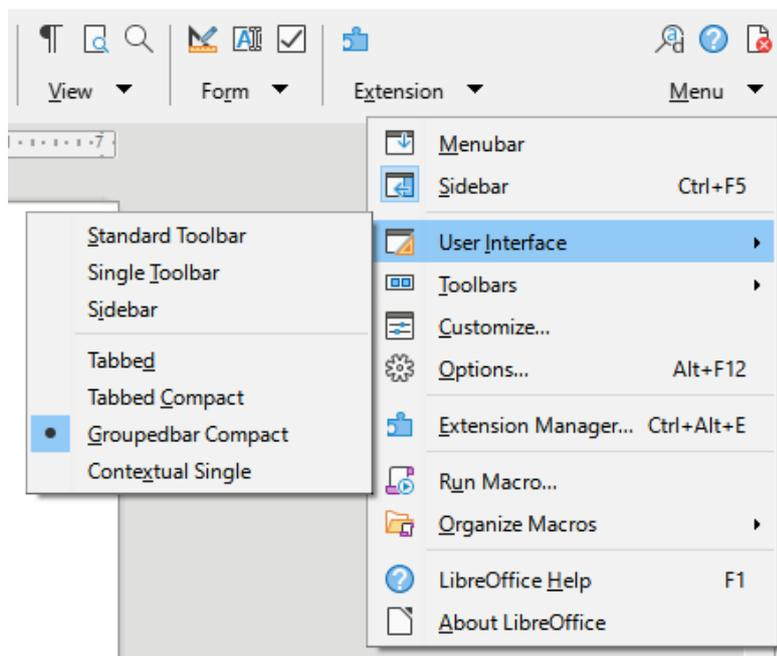 View Form Extension Menu
7
Menubar
Sidebar Ctrl+F5
User Interface
Toolbars
Customize...
Options... Alt+F12
Extension Manager... Ctrl+Alt+E
Run Macro...
Organize Macros
LibreOffice Help F1
About LibreOffice
Standard Toolbar
Single Toolbar
Sidebar
Tabbed
Tabbed Compact
Groupedbar Compact
Contextual Single